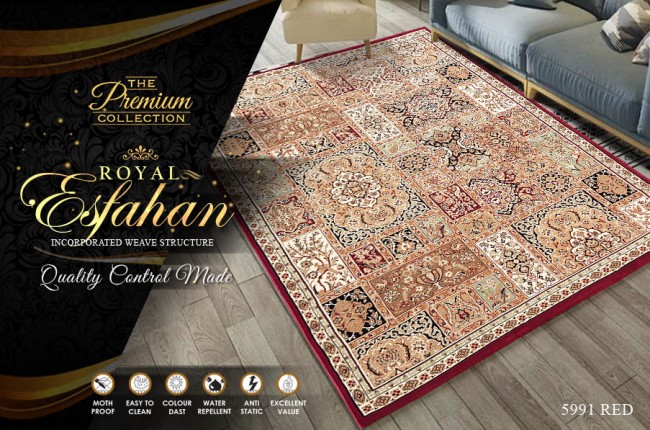 THE
Premium
COLLECTION
ROYAL
Esfahan
INCORPORATED WEAVE STRUCTURE
Quality Control Made
MOTH PROOF
EASY TO CLEAN
COLOUR DAST
WATER REPELLENT
ANTI STATIC
EXCELLENT VALUE
5991 RED